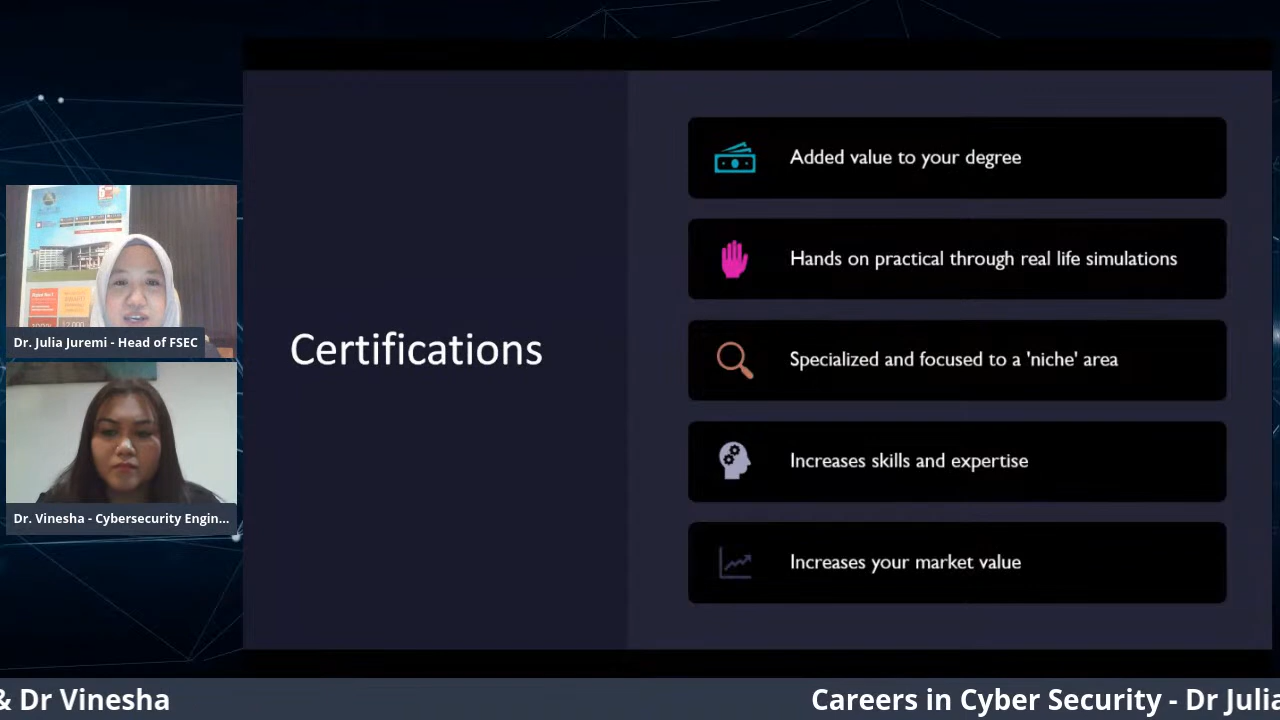 Certifications
Added value to your degree
Hands on practical through real life simulations
Specialized and focused to a 'niche' area
Increases skills and expertise
Increases your market value
Dr. Julia Juremi - Head of FSEC
Dr. Vinesha - Cybersecurity Engin...
& Dr Vinesha
Careers in Cyber Security - Dr Julia